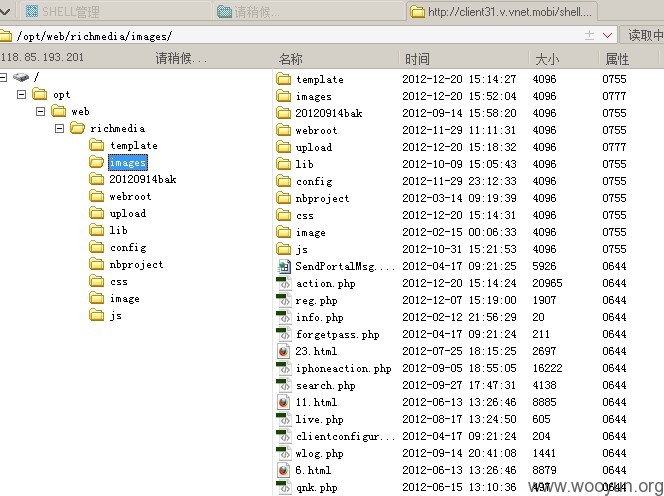 SHELL管理 请稍候... http://client31.v.vnet.mobi/shell....
/opt/web/richmedia/images/ 读取中
118.85.193.201 请稍候... 名称 时间 大小 属性
/
opt
web
richmedia
template
images
20120914bak
webroot
upload
lib
config
nbproject
css
image
js
template 2012-12-20 15:14:27 4096 0755
images 2012-12-20 15:52:04 4096 0777
20120914bak 2012-09-14 15:58:20 4096 0755
webroot 2012-11-29 11:11:31 4096 0755
upload 2012-12-20 15:18:32 4096 0777
lib 2012-10-09 15:05:43 4096 0755
config 2012-11-29 23:12:33 4096 0755
nbproject 2012-03-14 09:19:39 4096 0755
css 2012-12-20 15:14:31 4096 0755
image 2012-02-15 00:06:33 4096 0755
js 2012-10-31 15:21:53 4096 0755
SendPortalMsg.... 2012-04-17 09:21:25 5926 0644
action.php 2012-12-20 15:14:24 20965 0644
reg.php 2012-12-07 15:19:00 1907 0644
info.php 2012-02-12 21:56:29 20 0644
forgetpass.php 2012-04-17 09:21:24 211 0644
23.html 2012-07-25 18:15:25 2697 0644
iphoneaction.php 2012-09-05 18:55:05 16222 0644
search.php 2012-09-27 17:47:31 4138 0644
11.html 2012-06-13 13:26:46 8885 0644
live.php 2012-08-17 13:24:50 605 0644
clientconfigur... 2012-04-17 09:21:24 204 0644
wlog.php 2012-09-14 20:41:08 1441 0644
6.html 2012-06-13 13:26:46 8879 0644
qnk.php 2012-06-15 13:10:36 497 0644
www.wooyun.org